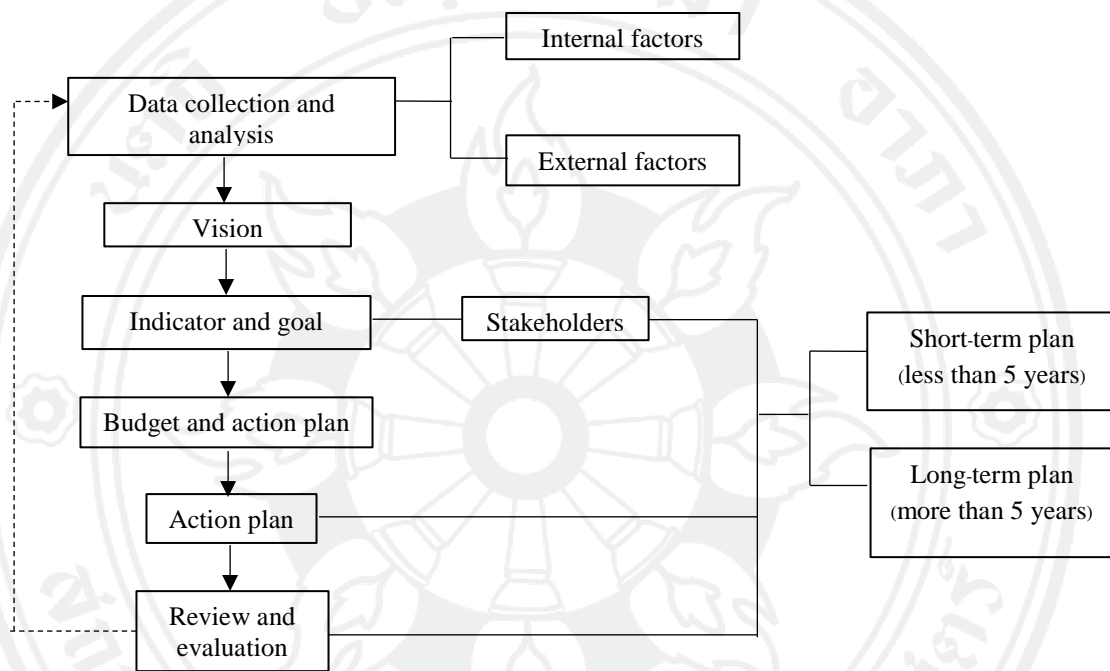 Internal factors
Data collection and
analysis
External factors
Vision
Indicator and goal
Stakeholders
Short-term plan
(less than 5 years)
Budget and action plan
Long-term plan
(more than 5 years)
Action plan
Review and
evaluation